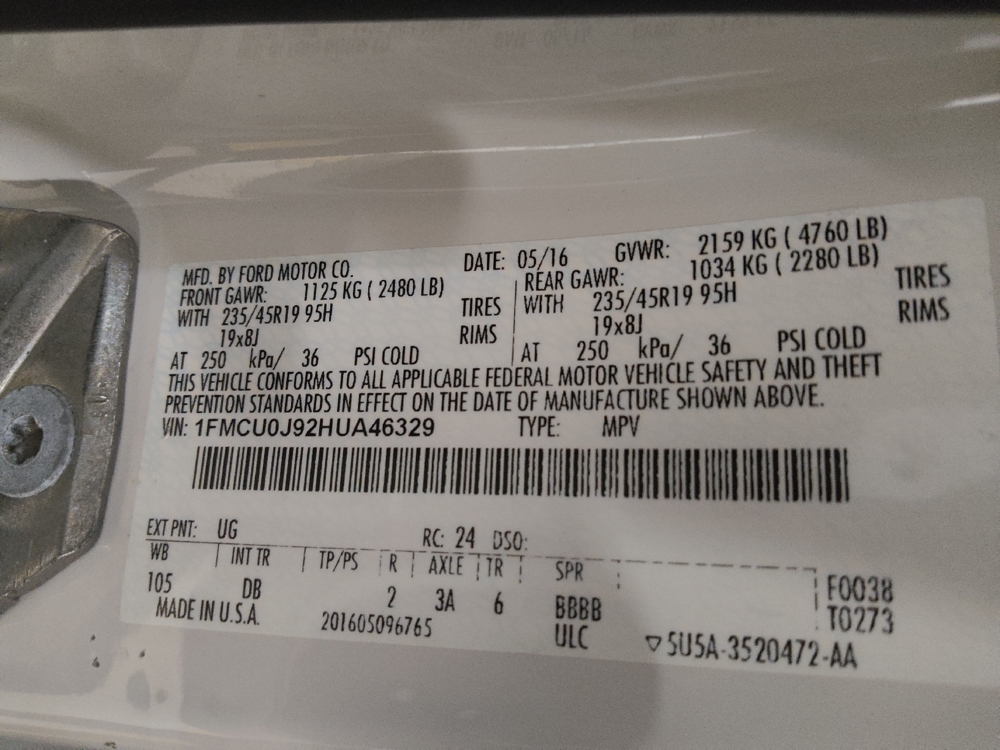 MFD. BY FORD MOTOR CO. DATE: 05/16 GVWR: 2159 KG ( 4760 LB)
FRONT GAWR: 1125 KG ( 2480 LB) REAR GAWR: 1034 KG ( 2280 LB)
WITH 235/45R19 95H TIRES WITH 235/45R19 95H TIRES
19x8J RIMS 19x8J RIMS
AT 250 kPa/ 36 PSI COLD AT 250 kPa/ 36 PSI COLD
THIS VEHICLE CONFORMS TO ALL APPLICABLE FEDERAL MOTOR VEHICLE SAFETY AND THEFT
PREVENTION STANDARDS IN EFFECT ON THE DATE OF MANUFACTURE SHOWN ABOVE.
VIN: 1FMCU0J92HUA46329 TYPE: MPV
EXT PNT: UG RC: 24 DSO:
WB INT TR TP/PS R AXLE TR SPR F0038
105 DB 2 3A 6 BBBB T0273
MADE IN U.S.A. 201605096765 ULC ▽5U5A-3520472-AA